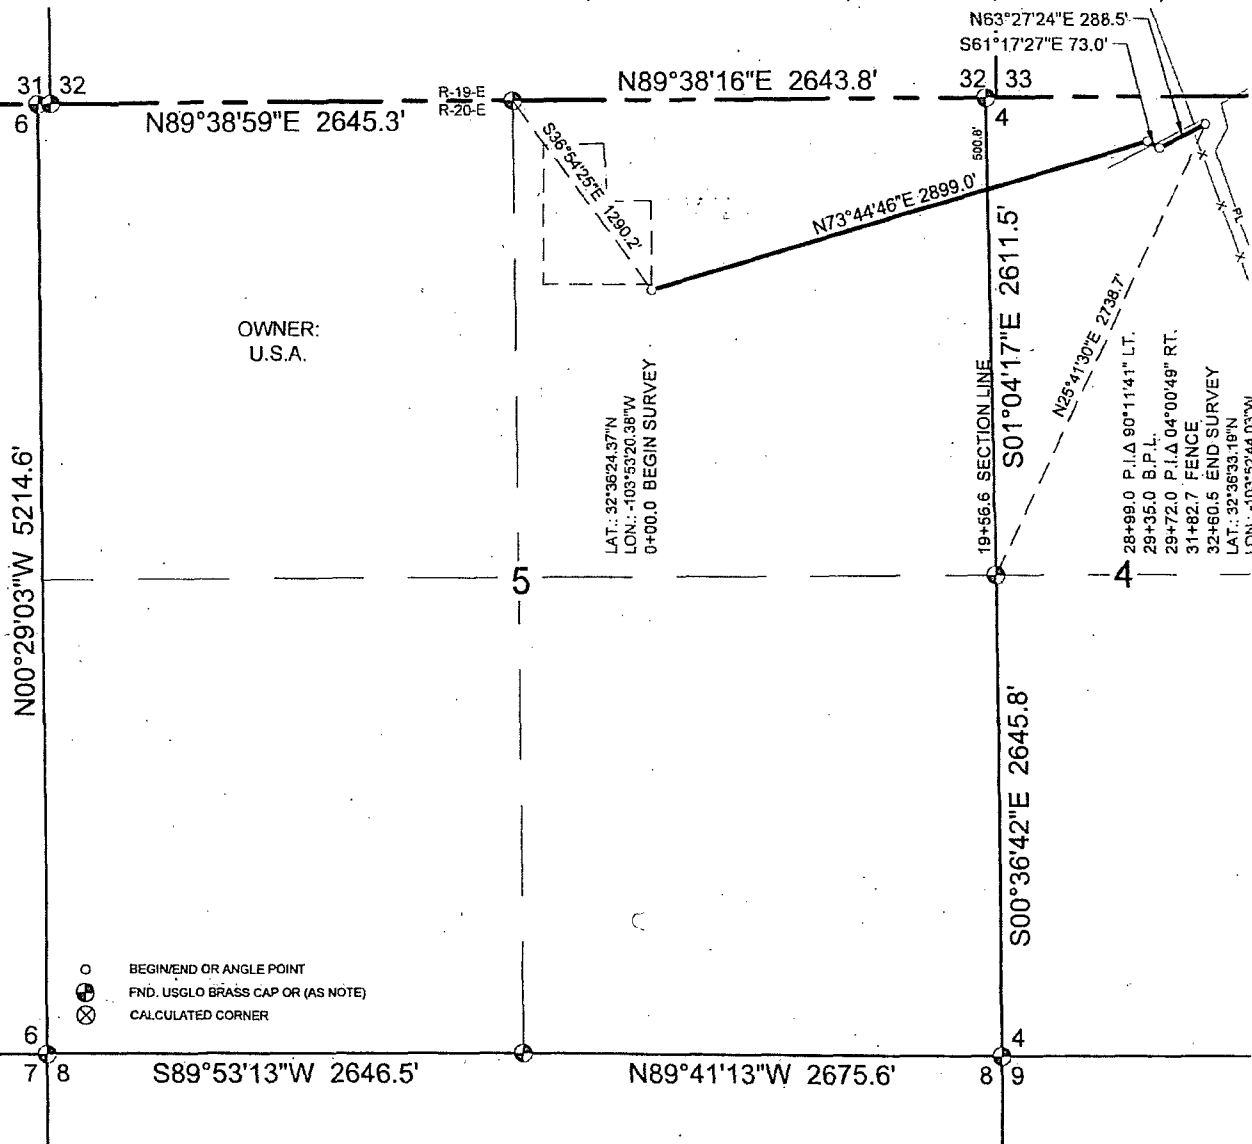 N63°27'24"E 288.5'
S61°17'27"E 73.0'
31 32
6
N89°38'59"E 2645.3'
R-19-E
R-20-E
N89°38'16"E 2643.8'
32 33
4
500.8'
S36°54'25"E 1290.2'
N73°44'46"E 2899.0'
S01°04'17"E 2611.5'
PL
N25°41'30"E 2738.7'
OWNER:
U.S.A.
LAT.: 32°36'24.37"N
LON.: -103°53'20.38"W
0+00.0 BEGIN SURVEY
19+56.6 SECTION LINE
28+99.0 P.I.Δ 90°11'41" LT.
29+35.0 B.P.L.
29+72.0 P.I.Δ 04°00'49" RT.
31+82.7 FENCE
32+60.5 END SURVEY
LAT.: 32°36'33.19"N
LON.: -103°52'44.03"W
N00°29'03"W 5214.6'
5
4
S00°36'42"E 2645.8'
BEGIN/END OR ANGLE POINT
FND. USGLO BRASS CAP OR (AS NOTE)
CALCULATED CORNER
6
7 8
S89°53'13"W 2646.5'
N89°41'13"W 2675.6'
4
8 9